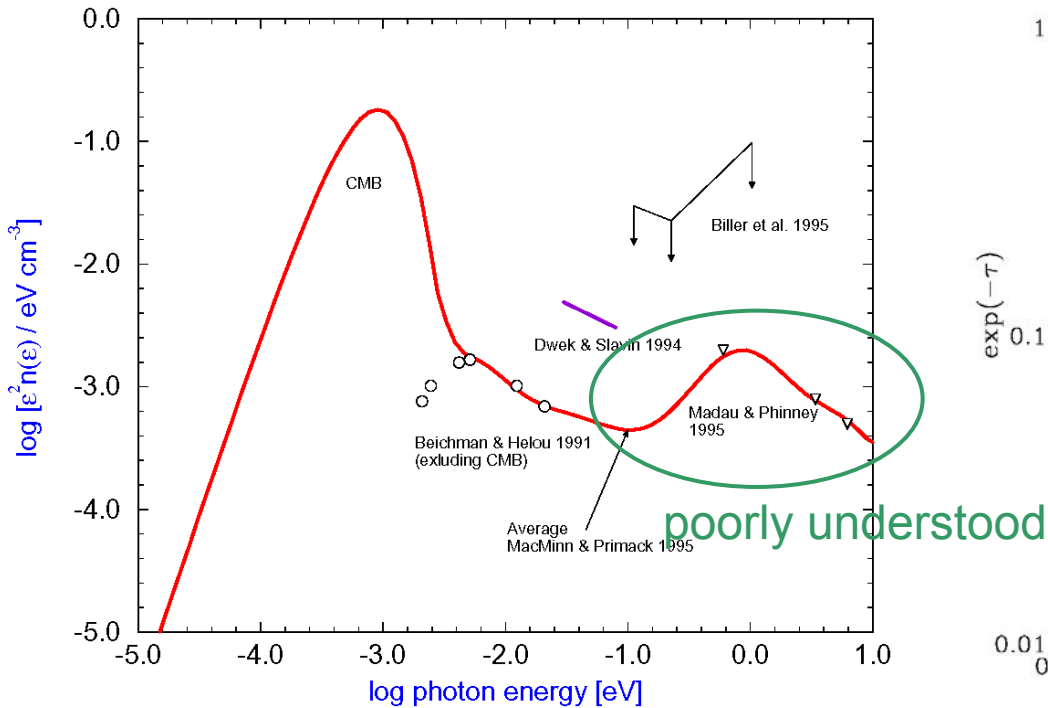 0.0
-1.0
-2.0
-3.0
-4.0
-5.0
log [ε²n(ε) / eV cm⁻³]
CMB
Biller et al. 1995
Dwek & Slavin 1994
Madau & Phinney
1995
Beichman & Helou 1991
(exluding CMB)
Average
MacMinn & Primack 1995
poorly understood
-5.0 -4.0 -3.0 -2.0 -1.0 0.0 1.0
log photon energy [eV]
1
exp(−τ)
0.1
0.01
0